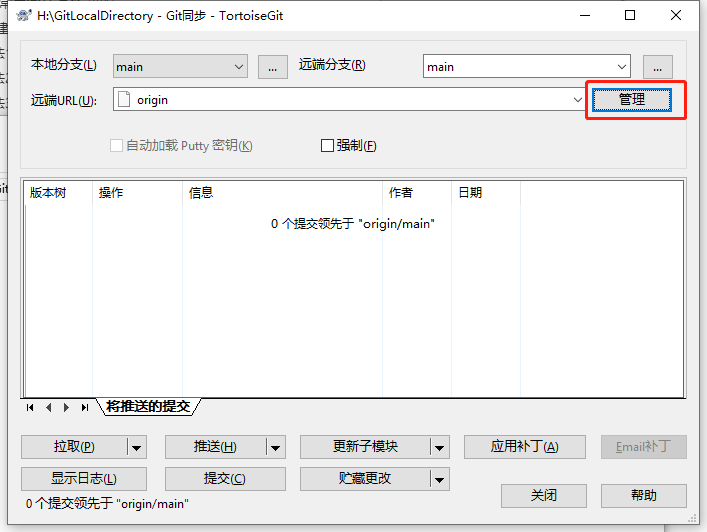 H:\GitLocalDirectory - Git同步 - TortoiseGit
本地分支(L) main ... 远端分支(R) main ...
远端URL(U): origin 管理
自动加载 Putty 密钥(K) 强制(F)
版本树 操作 信息 作者 日期
0 个提交领先于 "origin/main"
将推送的提交
拉取(P) 推送(H) 更新子模块 应用补丁(A) Email补丁
显示日志(L) 提交(C) 贮藏更改
关闭 帮助
0 个提交领先于 "origin/main"